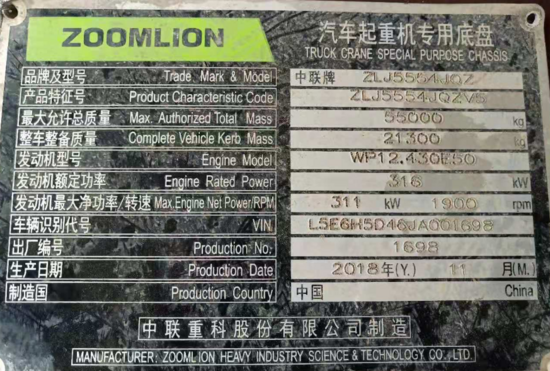 ZOOMLION 汽车起重机专用底盘
TRUCK CRANE SPECIAL PURPOSE CHASSIS
品牌及型号 Trade Mark & Model 中联牌 ZLJ5554JQZ
产品特征号 Product Characteristic Code ZLJ5554JQZV5
最大允许总质量 Max. Authorized Total Mass 55000 kg
整车整备质量 Complete Vehicle Kerb Mass 21300 kg
发动机型号 Engine Model WP12.430E50
发动机额定功率 Engine Rated Power 316 kW
发动机最大净功率/转速 Max.Engine Net Power/RPM 311 kW 1900 rpm
车辆识别代号 VIN L5E6H5D46JA001698
出厂编号 Production No. 1698
生产日期 Production Date 2018年(Y.) 11月(M.)
制造国 Production Country 中国 China
中联重科股份有限公司制造
MANUFACTURER: ZOOMLION HEAVY INDUSTRY SCIENCE & TECHNOLOGY CO., LTD.